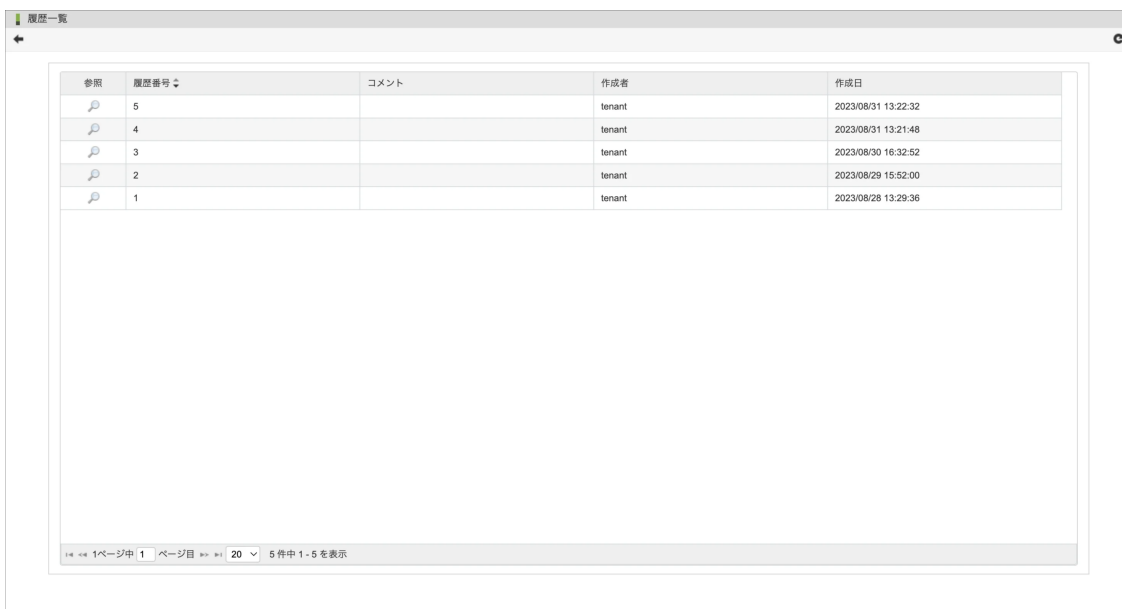 履歴一覧
参照 履歴番号 コメント 作成者 作成日
5 tenant 2023/08/31 13:22:32
4 tenant 2023/08/31 13:21:48
3 tenant 2023/08/30 16:32:52
2 tenant 2023/08/29 15:52:00
1 tenant 2023/08/28 13:29:36
1ページ中 1 ページ目 20 5 件中 1 - 5 を表示